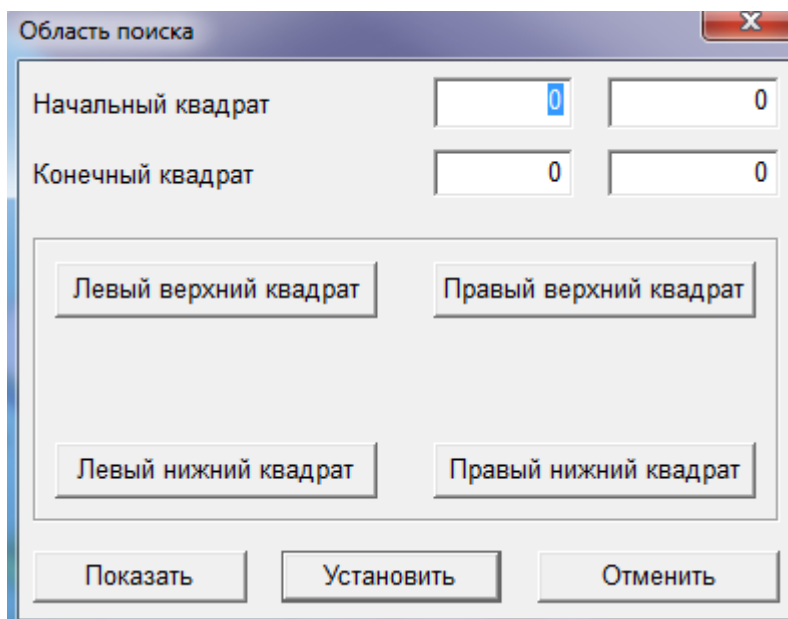 Область поиска
Начальный квадрат 0 0
Конечный квадрат 0 0
Левый верхний квадрат Правый верхний квадрат
Левый нижний квадрат Правый нижний квадрат
Показать Установить Отменить